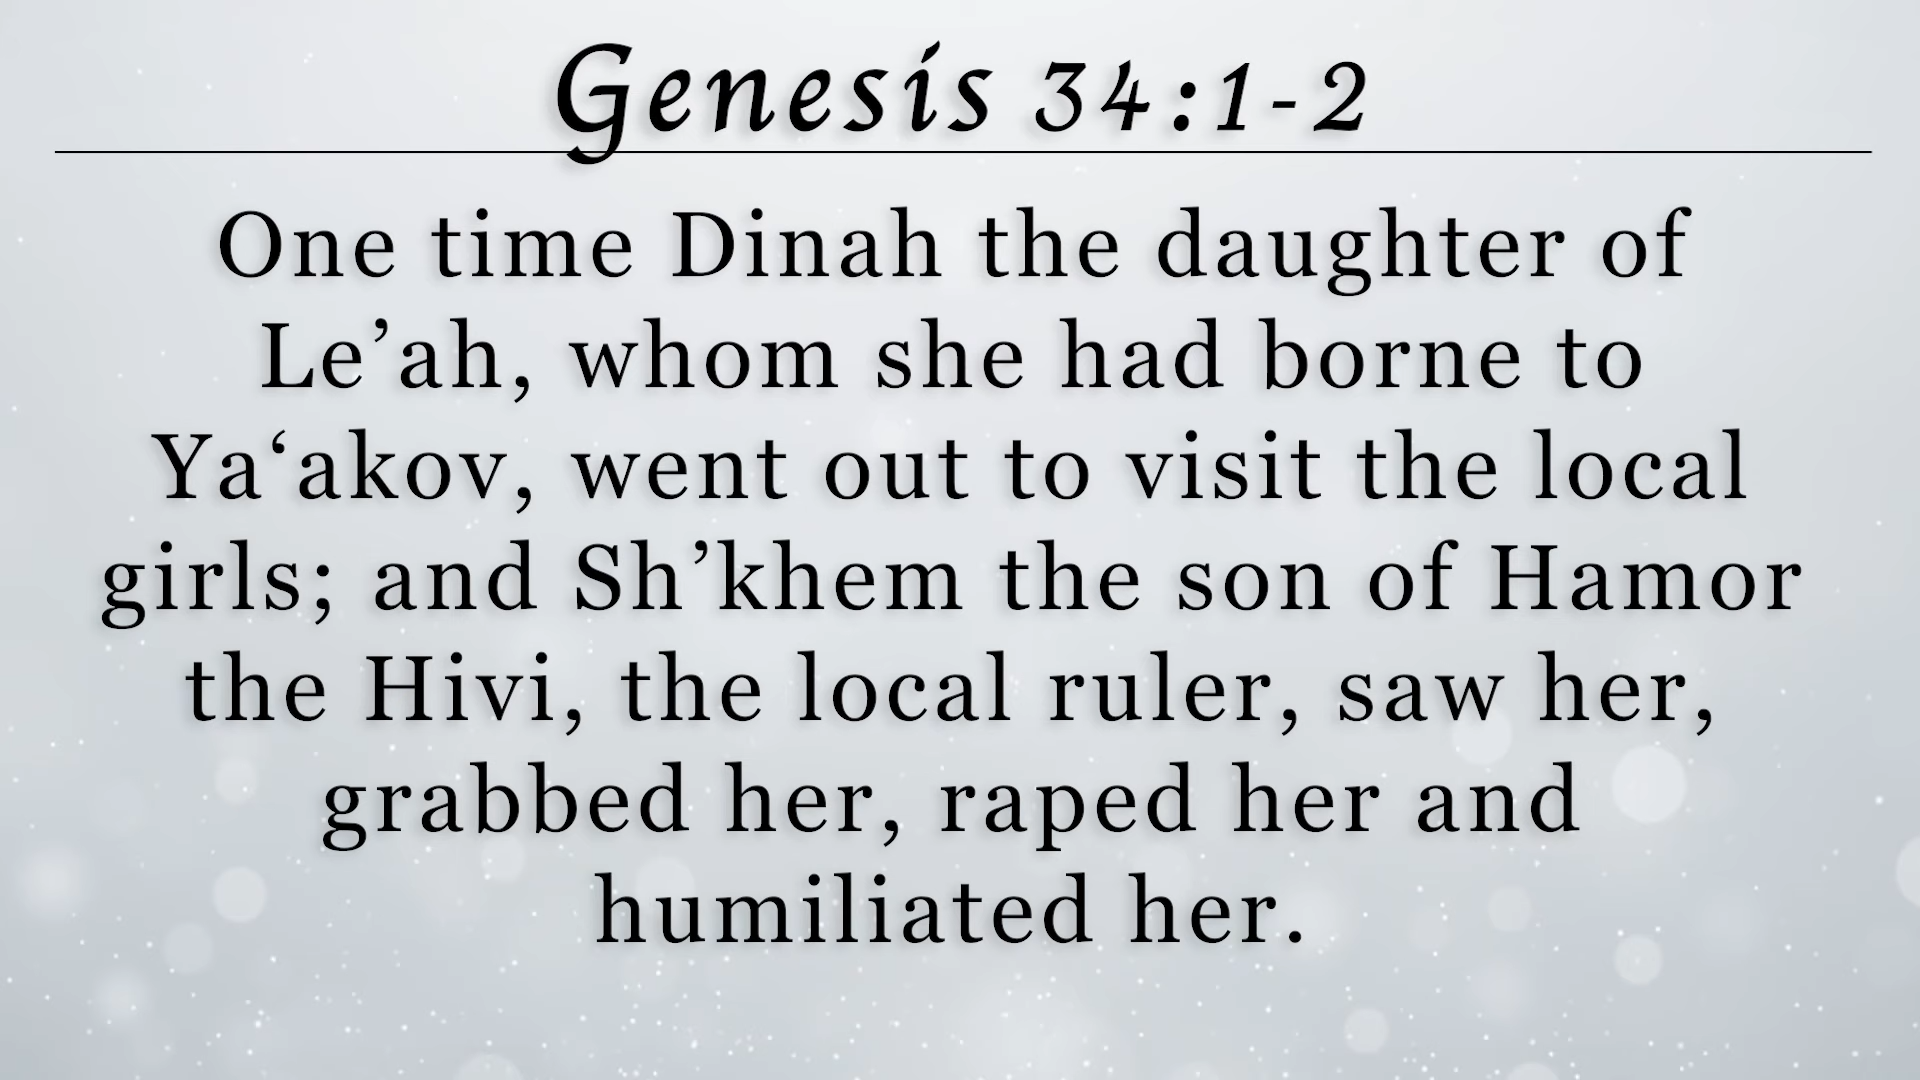 Genesis 34:1-2
One time Dinah the daughter of
Le’ah, whom she had borne to
Ya‘akov, went out to visit the local
girls; and Sh’khem the son of Hamor
the Hivi, the local ruler, saw her,
grabbed her, raped her and
humiliated her.